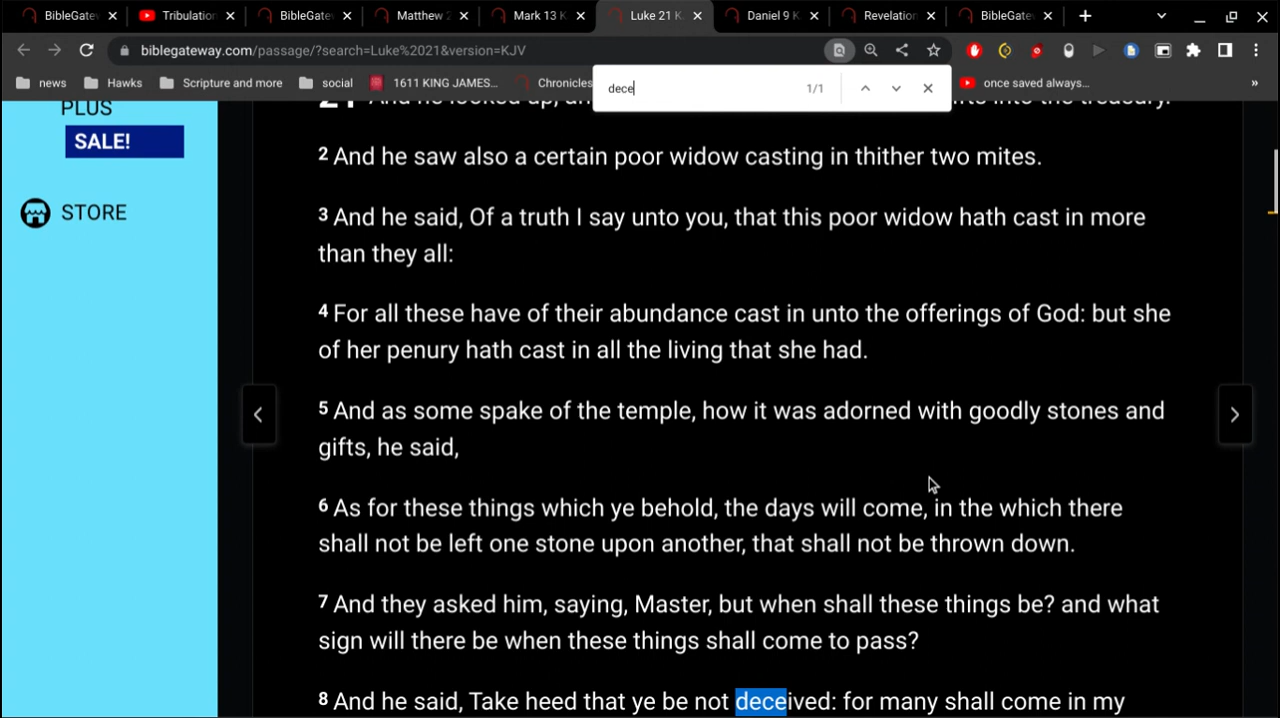 BibleGate
Tribulation
BibleGate
Matthew 2
Mark 13 K
Luke 21 K
Daniel 9 K
Revelation
BibleGate
biblegateway.com/passage/?search=Luke%2021&version=KJV
news
Hawks
Scripture and more
social
1611 KING JAMES...
Chronicles
once saved always...
»
dece
1/1
PLUS
SALE!
STORE
21 And he looked up, an
fts into the treasury.
2 And he saw also a certain poor widow casting in thither two mites.
3 And he said, Of a truth I say unto you, that this poor widow hath cast in more
than they all:
4 For all these have of their abundance cast in unto the offerings of God: but she
of her penury hath cast in all the living that she had.
5 And as some spake of the temple, how it was adorned with goodly stones and
gifts, he said,
6 As for these things which ye behold, the days will come, in the which there
shall not be left one stone upon another, that shall not be thrown down.
7 And they asked him, saying, Master, but when shall these things be? and what
sign will there be when these things shall come to pass?
8 And he said, Take heed that ye be not deceived: for many shall come in my